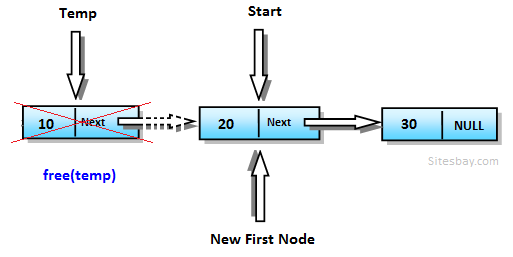 Temp
Start
10
Next
20
Next
30
NULL
Sitesbay.com
free(temp)
New First Node